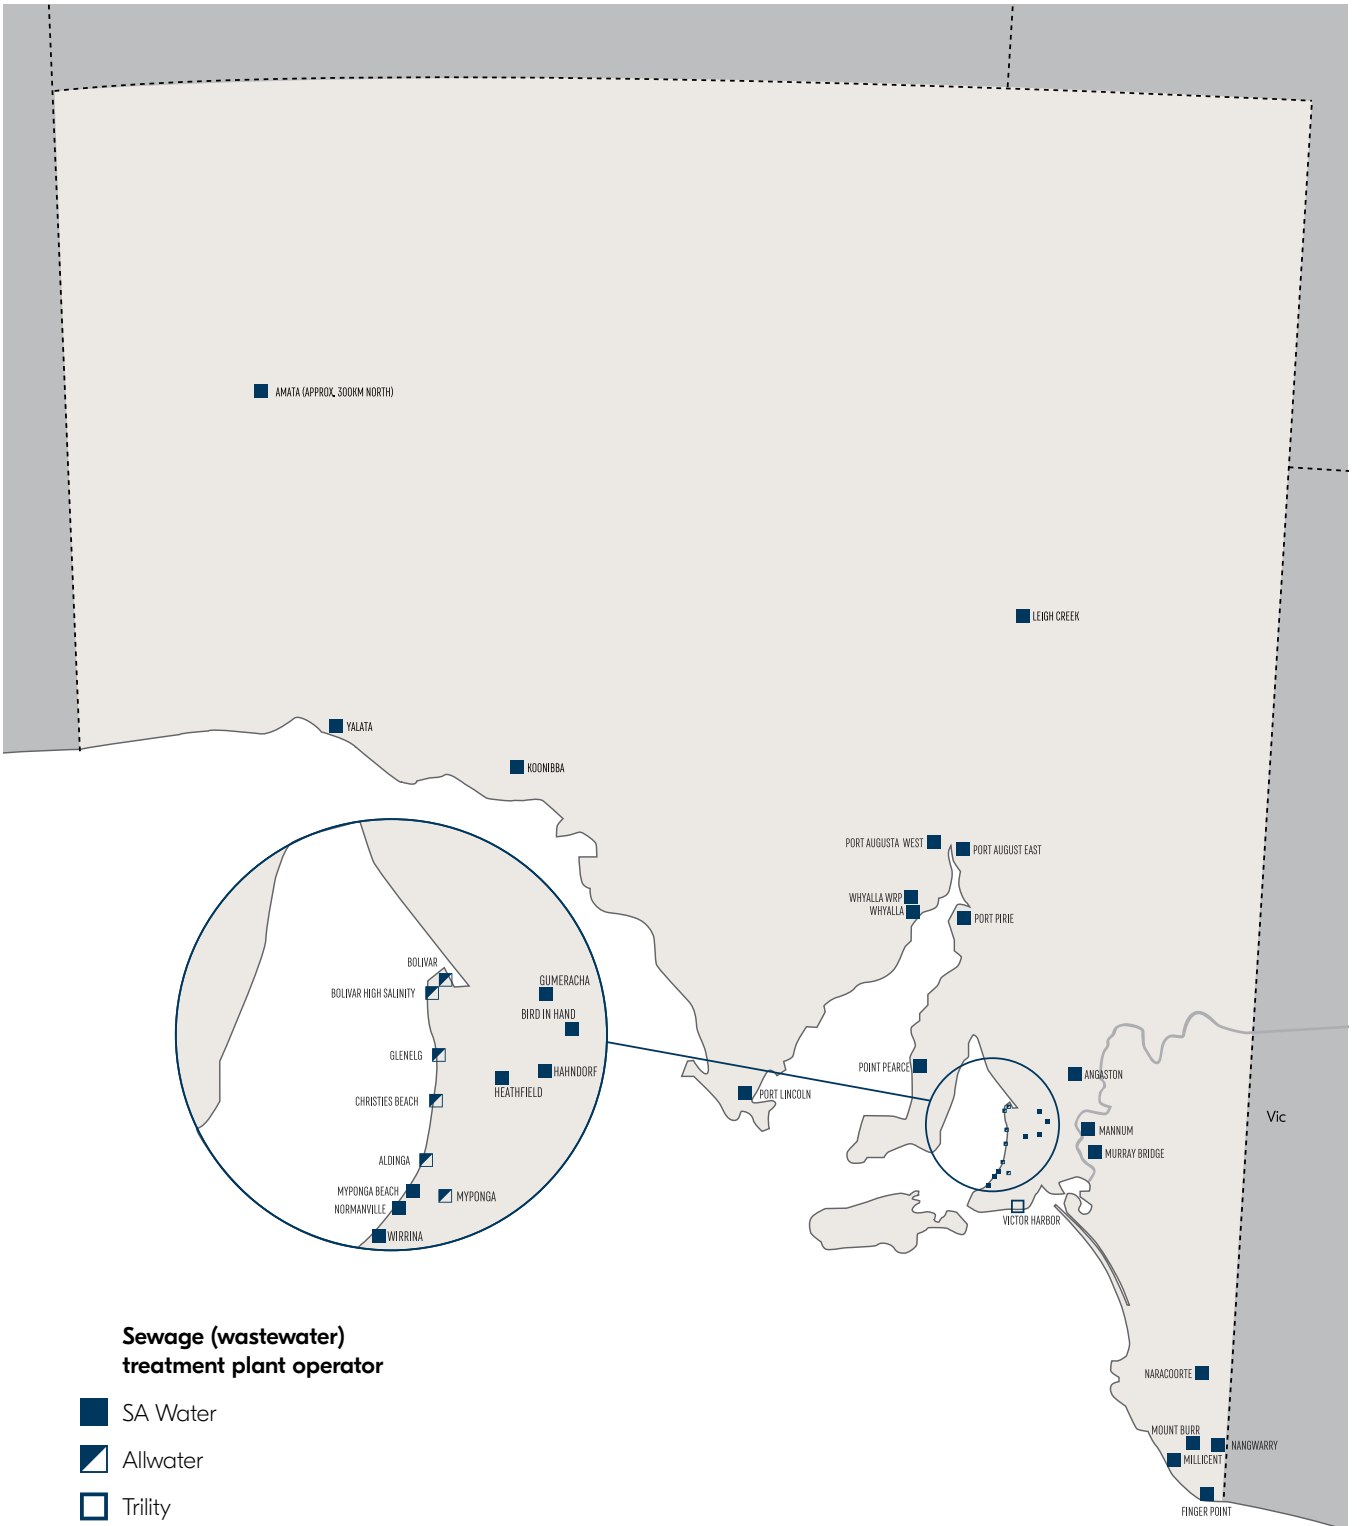 AMATA (APPROX. 300KM NORTH)
LEIGH CREEK
YALATA
KOONIBBA
PORT AUGUSTA WEST
PORT AUGUST EAST
WHYALLA WRP
WHYALLA
PORT PIRIE
BOLIVAR
GUMERACHA
BOLIVAR HIGH SALINITY
BIRD IN HAND
GLENELG
HAHNDORF
HEATHFIELD
CHRISTIES BEACH
ALDINGA
MYPONGA BEACH
MYPONGA
NORMANVILLE
WIRRINA
POINT PEARCE
PORT LINCOLN
ANGASTON
MANNUM
MURRAY BRIDGE
Vic
VICTOR HARBOR
NARACOORTE
MOUNT BURR
NANGWARRY
MILLICENT
FINGER POINT
Sewage (wastewater)
treatment plant operator
SA Water
Allwater
Trility